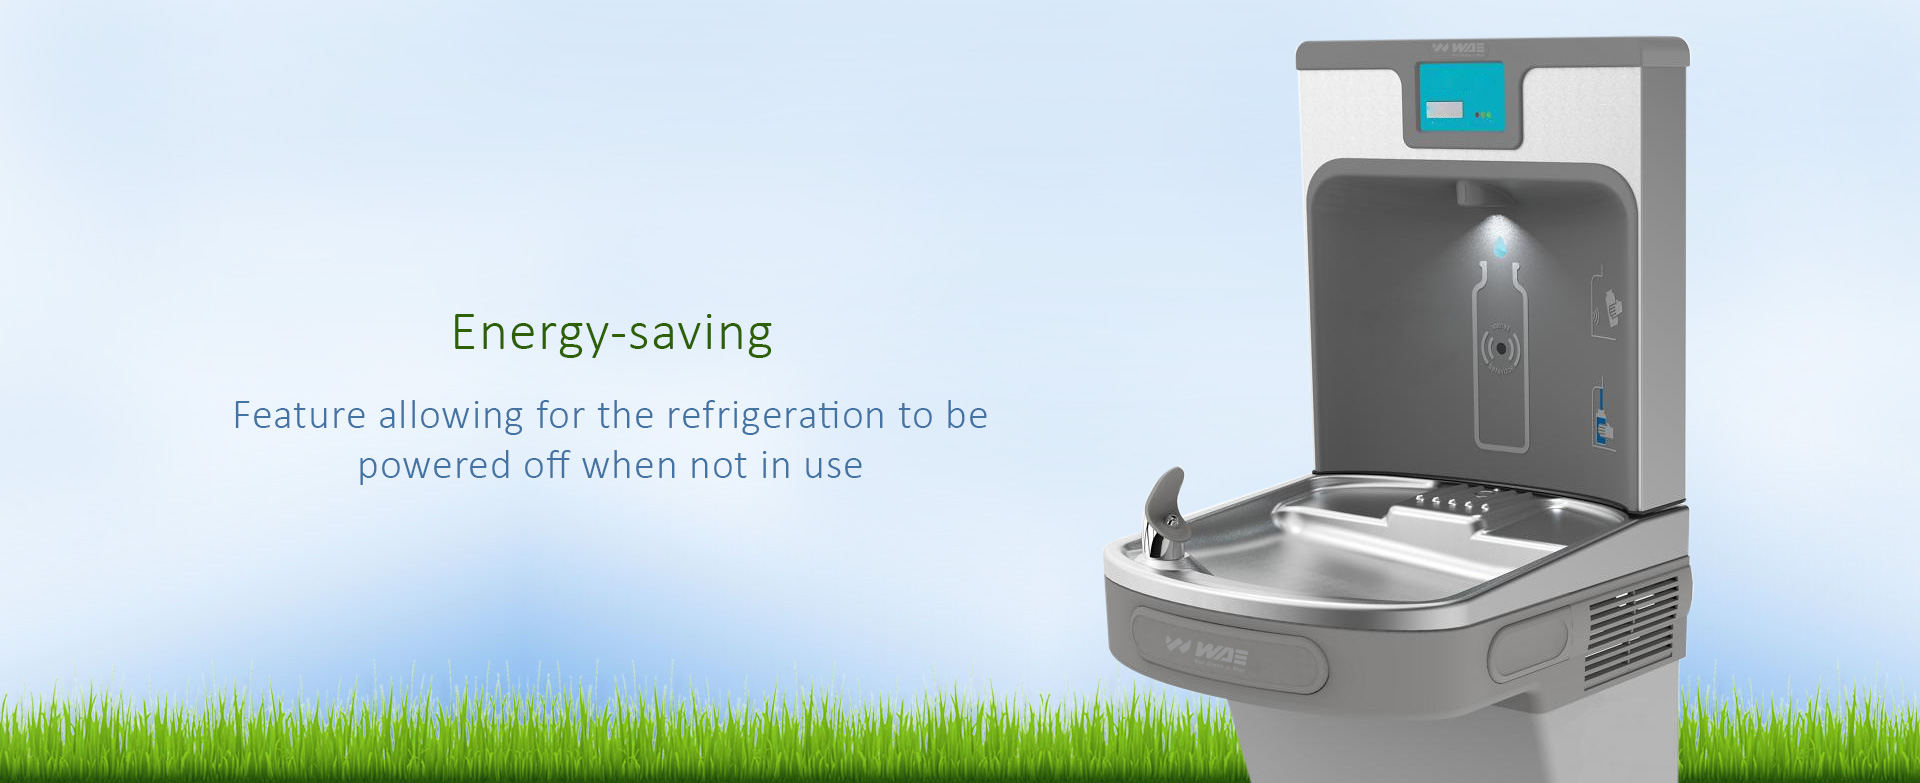 WAE
Energy-saving
Feature allowing for the refrigeration to be
powered off when not in use
WAE